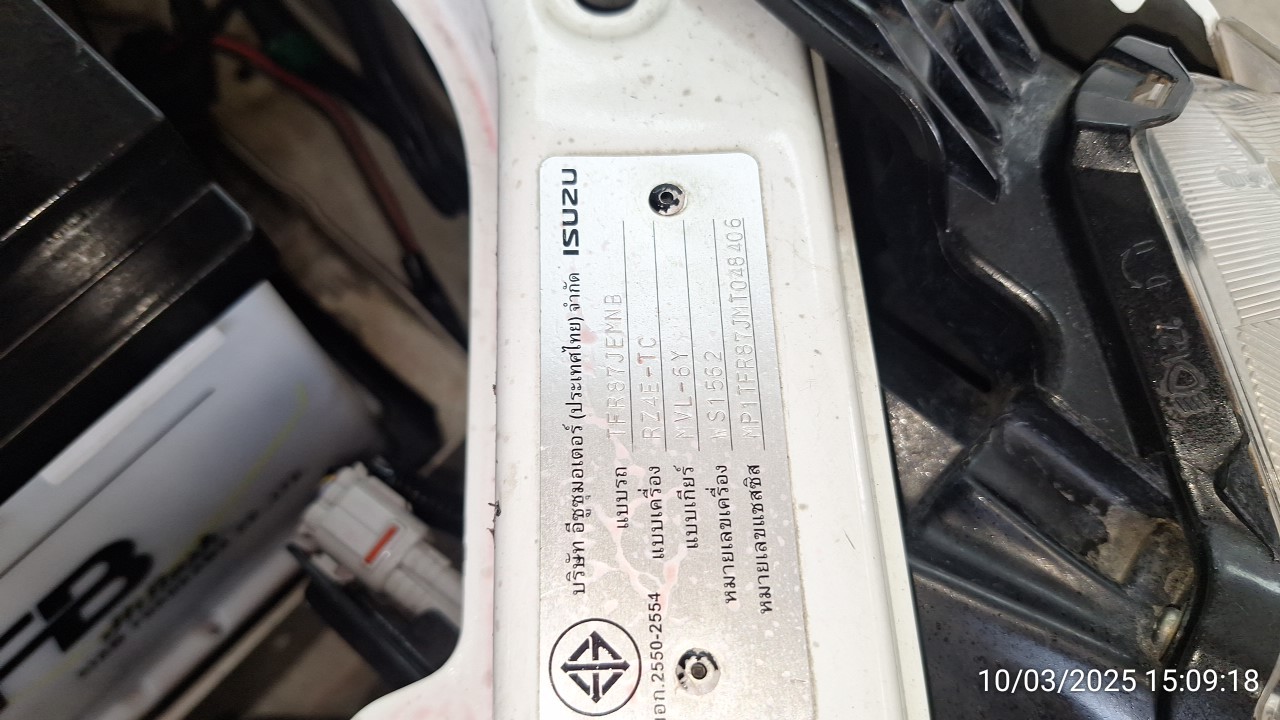 บริษัท อีซูซุมอเตอร์ (ประเทศไทย) จำกัด ISUZU
แบบรถ TFR87JEMNB
แบบเครื่อง RZ4E-TC
แบบเกียร์ MVL-6Y
หมายเลขเครื่อง WS1562
หมายเลขแชสซิส MP1TFR87JMT048406
มอก.2550-2554
FB
10/03/2025 15:09:18